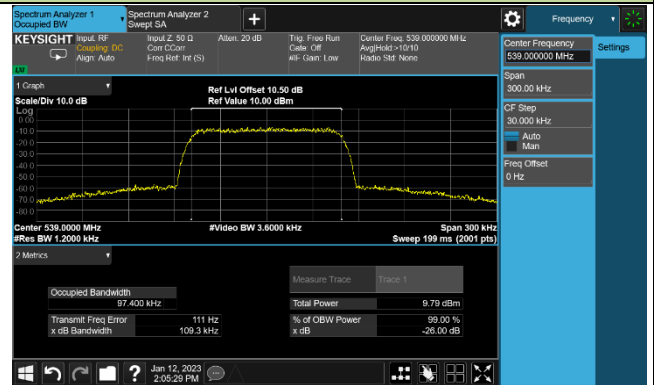 Spectrum Analyzer 1
Occupied BW
Spectrum Analyzer 2
Swept SA
+
Frequency
KEYSIGHT
Input: RF
Coupling: DC
Align: Auto
Input Z: 50 Ω
Corr CCorr
Freq Ref: Int (S)
Atten: 20 dB
Trig: Free Run
Gate: Off
#IF Gain: Low
Center Freq: 539.000000 MHz
Avg|Hold:>10/10
Radio Std: None
Center Frequency
539.000000 MHz
Settings
Span
300.00 kHz
CF Step
30.000 kHz
Auto
Man
Freq Offset
0 Hz
1 Graph
Scale/Div 10.0 dB
Ref Lvl Offset 10.50 dB
Ref Value 10.00 dBm
Log
0.00
-10.0
-20.0
-30.0
-40.0
-50.0
-60.0
-70.0
-80.0
Center 539.0000 MHz
#Video BW 3.6000 kHz
Span 300 kHz
#Res BW 1.2000 kHz
Sweep 199 ms (2001 pts)
2 Metrics
Measure Trace
Trace 1
Occupied Bandwidth
97.400 kHz
Total Power
9.79 dBm
Transmit Freq Error
111 Hz
% of OBW Power
99.00 %
x dB Bandwidth
109.3 kHz
x dB
-26.00 dB
?
Jan 12, 2023
2:05:29 PM